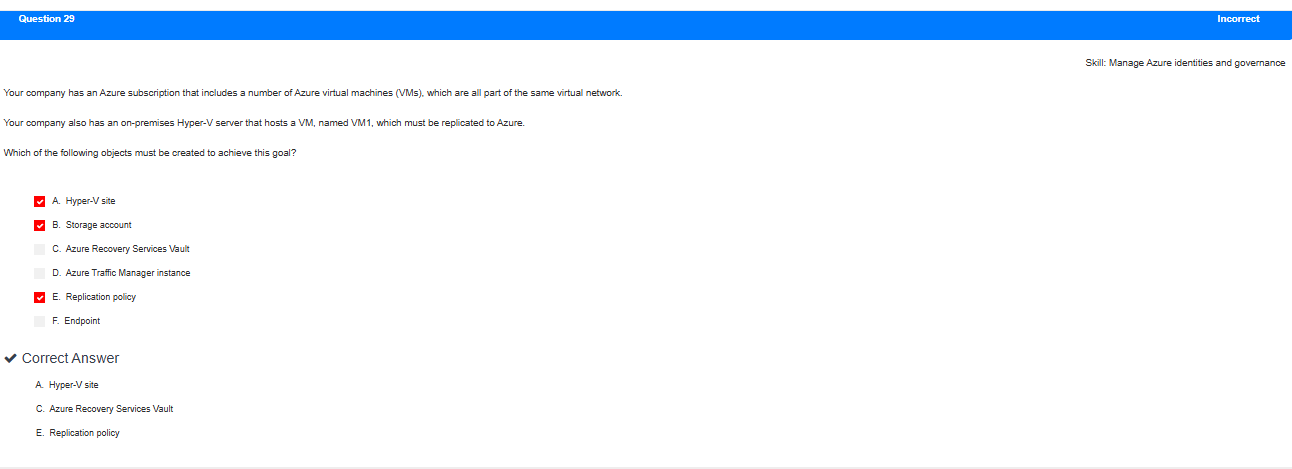 Question 29
Incorrect
Skill: Manage Azure identities and governance
Your company has an Azure subscription that includes a number of Azure virtual machines (VMs), which are all part of the same virtual network.
Your company also has an on-premises Hyper-V server that hosts a VM, named VM1, which must be replicated to Azure.
Which of the following objects must be created to achieve this goal?
A. Hyper-V site
B. Storage account
C. Azure Recovery Services Vault
D. Azure Traffic Manager instance
E. Replication policy
F. Endpoint
Correct Answer
A. Hyper-V site
C. Azure Recovery Services Vault
E. Replication policy